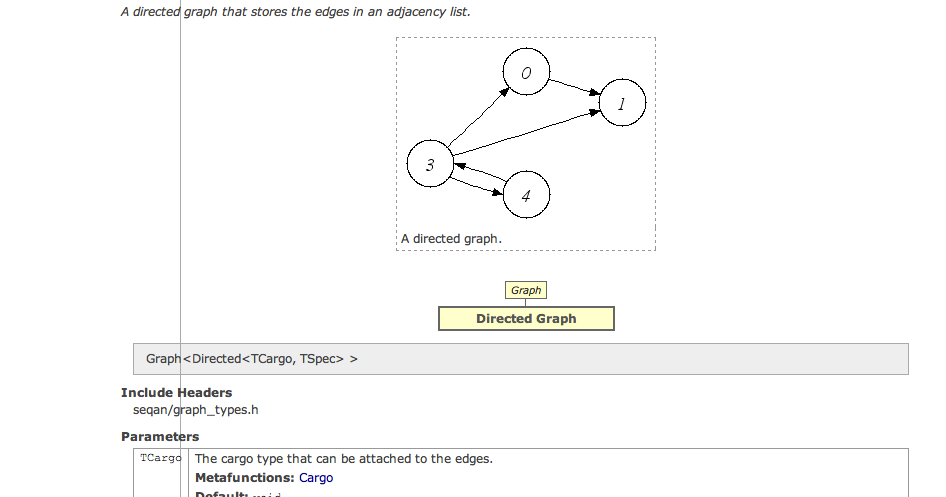 A directed graph that stores the edges in an adjacency list.
0
1
3
4
A directed graph.
Graph
Directed Graph
Graph<Directed<TCargo, TSpec> >
Include Headers
seqan/graph_types.h
Parameters
TCargo The cargo type that can be attached to the edges.
Metafunctions: Cargo
Default: void